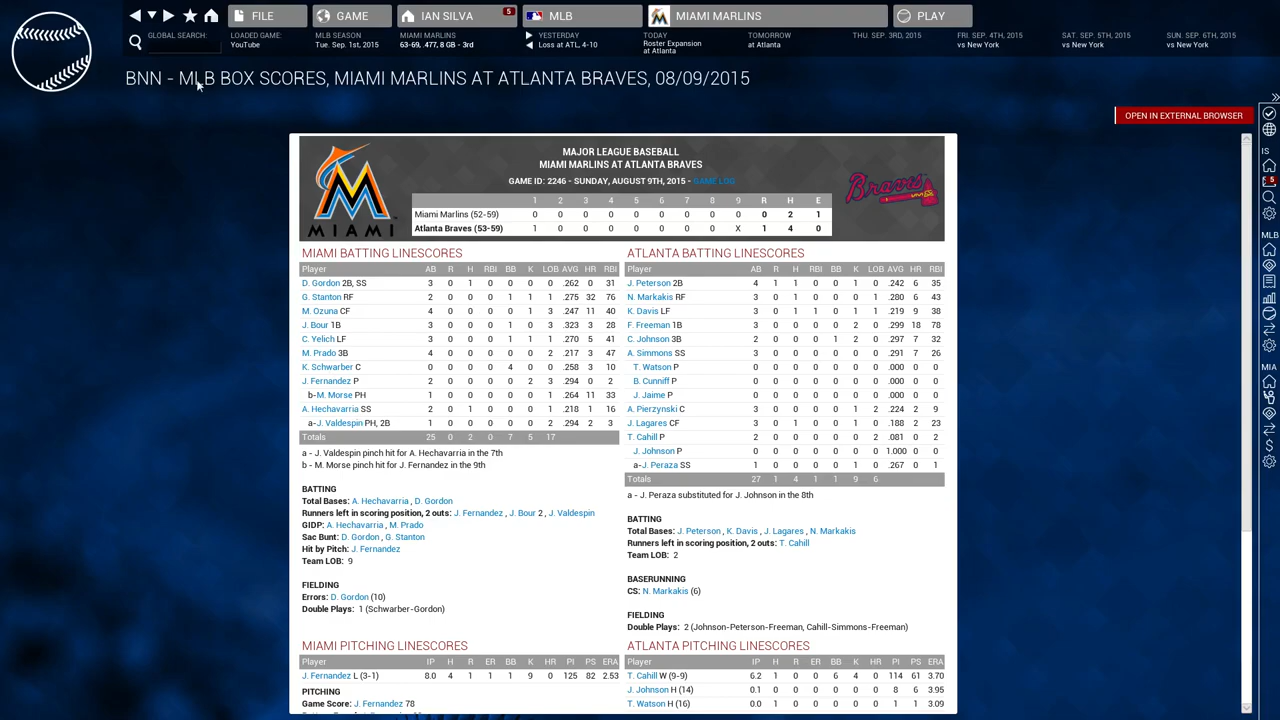 FILE
GAME
IAN SILVA
5
MLB
MIAMI MARLINS
PLAY
GLOBAL SEARCH:
LOADED GAME:
YouTube
MLB SEASON
Tue. Sep. 1st, 2015
MIAMI MARLINS
63-69, .477, 8 GB - 3rd
YESTERDAY
Loss at ATL, 4-10
TODAY
Roster Expansion
at Atlanta
TOMORROW
at Atlanta
THU. SEP. 3RD, 2015
FRI. SEP. 4TH, 2015
vs New York
SAT. SEP. 5TH, 2015
vs New York
SUN. SEP. 6TH, 2015
vs New York
BNN - MLB BOX SCORES, MIAMI MARLINS AT ATLANTA BRAVES, 08/09/2015
OPEN IN EXTERNAL BROWSER
IS
5
MLB
MIA
MIAMI
Braves
MAJOR LEAGUE BASEBALL
MIAMI MARLINS AT ATLANTA BRAVES
GAME ID: 2246 - SUNDAY, AUGUST 9TH, 2015 - GAME LOG
1 2 3 4 5 6 7 8 9 R H E
Miami Marlins (52-59) 0 0 0 0 0 0 0 0 0 0 2 1
Atlanta Braves (53-59) 1 0 0 0 0 0 0 0 X 1 4 0
MIAMI BATTING LINESCORES
Player AB R H RBI BB K LOB AVG HR RBI
D. Gordon 2B, SS 3 0 1 0 0 0 0 .262 0 31
G. Stanton RF 2 0 0 0 1 1 1 .275 32 76
M. Ozuna CF 4 0 0 0 0 1 3 .247 11 40
J. Bour 1B 3 0 0 0 1 0 3 .323 3 28
C. Yelich LF 3 0 0 0 1 1 1 .270 5 41
M. Prado 3B 4 0 0 0 0 0 2 .217 3 47
K. Schwarber C 0 0 0 0 4 0 0 .258 3 10
J. Fernandez P 2 0 0 0 0 2 3 .294 0 2
b-M. Morse PH 1 0 0 0 0 0 1 .264 11 33
A. Hechavarria SS 2 0 1 0 0 0 1 .218 1 16
a-J. Valdespin PH, 2B 1 0 0 0 0 0 2 .294 2 3
Totals 25 0 2 0 7 5 17
a - J. Valdespin pinch hit for A. Hechavarria in the 7th
b - M. Morse pinch hit for J. Fernandez in the 9th
BATTING
Total Bases: A. Hechavarria , D. Gordon
Runners left in scoring position, 2 outs: J. Fernandez , J. Bour 2 , J. Valdespin
GIDP: A. Hechavarria , M. Prado
Sac Bunt: D. Gordon , G. Stanton
Hit by Pitch: J. Fernandez
Team LOB: 9
FIELDING
Errors: D. Gordon (10)
Double Plays: 1 (Schwarber-Gordon)
MIAMI PITCHING LINESCORES
Player IP H R ER BB K HR PI PS ERA
J. Fernandez L (3-1) 8.0 4 1 1 1 9 0 125 82 2.53
PITCHING
Game Score: J. Fernandez 78
ATLANTA BATTING LINESCORES
Player AB R H RBI BB K LOB AVG HR RBI
J. Peterson 2B 4 1 1 0 0 1 0 .242 6 35
N. Markakis RF 3 0 1 0 0 0 1 .280 6 43
K. Davis LF 3 0 1 1 0 1 1 .219 9 38
F. Freeman 1B 3 0 0 0 0 2 0 .299 18 78
C. Johnson 3B 2 0 0 0 1 2 0 .297 7 32
A. Simmons SS 3 0 0 0 0 0 0 .291 7 26
T. Watson P 0 0 0 0 0 0 0 .000 0 0
B. Cunniff P 0 0 0 0 0 0 0 .000 0 0
J. Jaime P 0 0 0 0 0 0 0 .000 0 0
A. Pierzynski C 3 0 0 0 0 1 2 .224 2 9
J. Lagares CF 3 0 1 0 0 1 0 .188 2 23
T. Cahill P 2 0 0 0 0 0 2 .081 0 2
J. Johnson P 0 0 0 0 0 0 0 1.000 0 0
a-J. Peraza SS 1 0 0 0 0 1 0 .267 0 1
Totals 27 1 4 1 1 9 6
a - J. Peraza substituted for J. Johnson in the 8th
BATTING
Total Bases: J. Peterson , K. Davis , J. Lagares , N. Markakis
Runners left in scoring position, 2 outs: T. Cahill
Team LOB: 2
BASERUNNING
CS: N. Markakis (6)
FIELDING
Double Plays: 2 (Johnson-Peterson-Freeman, Cahill-Simmons-Freeman)
ATLANTA PITCHING LINESCORES
Player IP H R ER BB K HR PI PS ERA
T. Cahill W (9-9) 6.2 1 0 0 6 4 0 114 61 3.70
J. Johnson H (14) 0.1 0 0 0 0 0 0 8 6 3.95
T. Watson H (16) 0.0 1 0 0 0 0 0 1 1 3.09